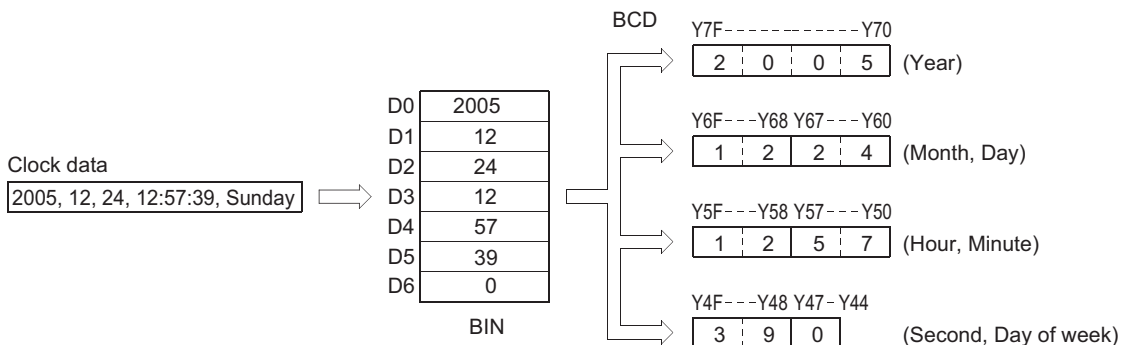 BCD
Y7F------------Y70
2 0 0 5 (Year)
Y6F---Y68 Y67---Y60
1 2 2 4 (Month, Day)
Y5F---Y58 Y57---Y50
1 2 5 7 (Hour, Minute)
Y4F---Y48 Y47-Y44
3 9 0 (Second, Day of week)
Clock data
2005, 12, 24, 12:57:39, Sunday
D0 2005
D1 12
D2 24
D3 12
D4 57
D5 39
D6 0
BIN